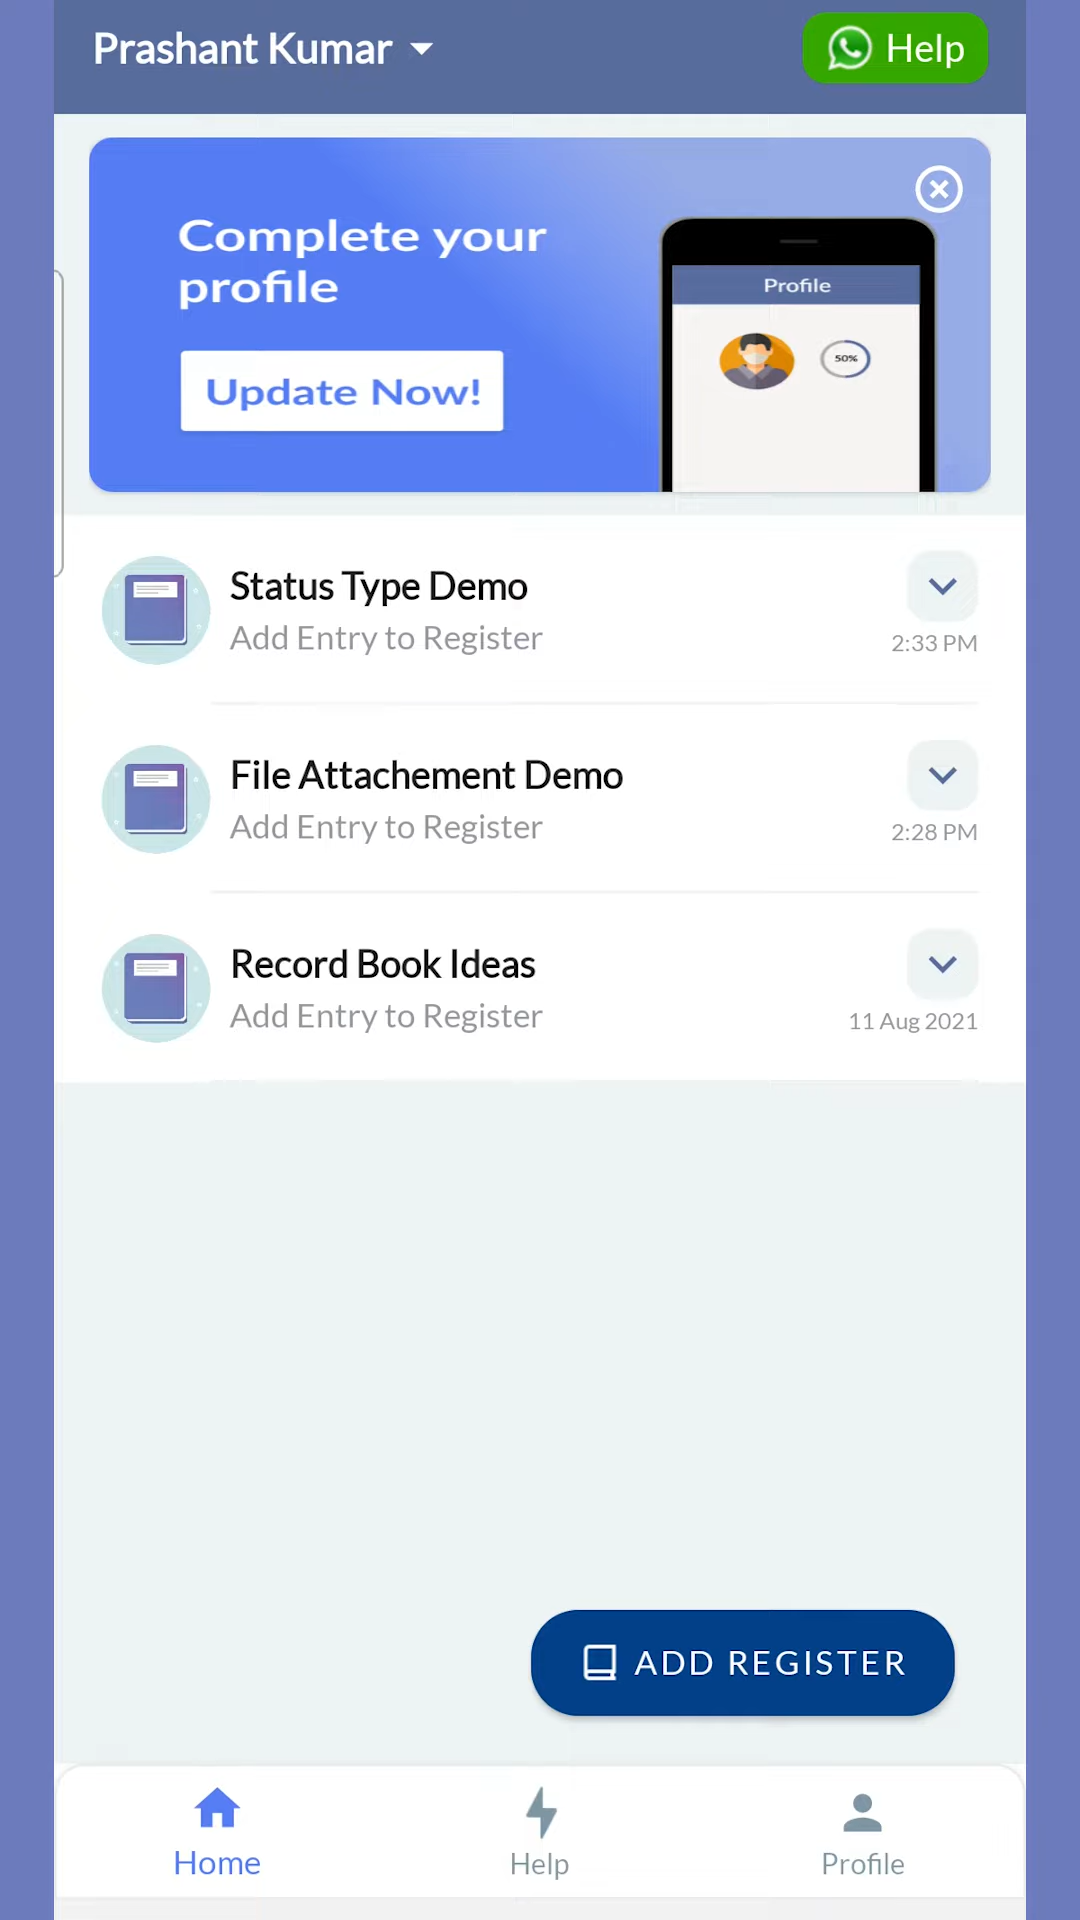 Prashant Kumar
Help
Complete your
profile
Update Now!
Profile
50%
Status Type Demo
Add Entry to Register
2:33 PM
File Attachement Demo
Add Entry to Register
2:28 PM
Record Book Ideas
Add Entry to Register
11 Aug 2021
ADD REGISTER
Home
Help
Profile